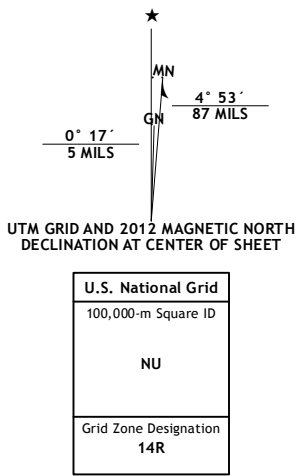 ★
MN
4° 53´
87 MILS
GN
0° 17´
5 MILS
UTM GRID AND 2012 MAGNETIC NORTH
DECLINATION AT CENTER OF SHEET
U.S. National Grid
100,000-m Square ID
NU
Grid Zone Designation
14R